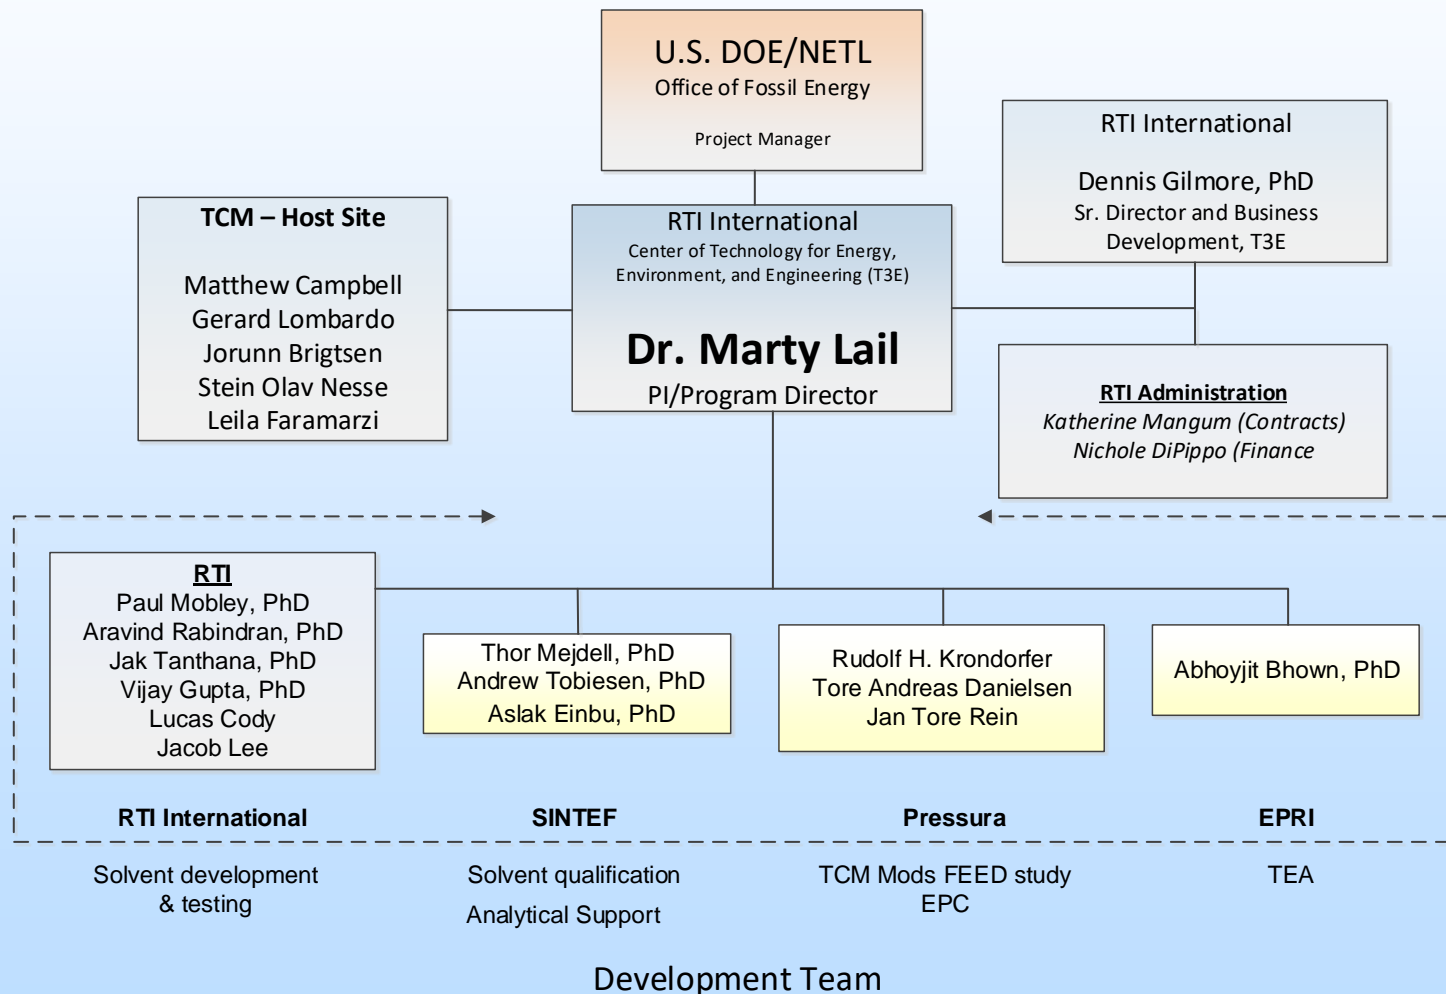 U.S. DOE/NETL
Office of Fossil Energy
Project Manager
RTI International
Dennis Gilmore, PhD
Sr. Director and Business
Development, T3E
TCM – Host Site
Matthew Campbell
Gerard Lombardo
Jorunn Brigtsen
Stein Olav Nesse
Leila Faramarzi
RTI International
Center of Technology for Energy,
Environment, and Engineering (T3E)
Dr. Marty Lail
PI/Program Director
RTI Administration
Katherine Mangum (Contracts)
Nichole DiPippo (Finance
RTI
Paul Mobley, PhD
Aravind Rabindran, PhD
Jak Tanthana, PhD
Vijay Gupta, PhD
Lucas Cody
Jacob Lee
Thor Mejdell, PhD
Andrew Tobiesen, PhD
Aslak Einbu, PhD
Rudolf H. Krondorfer
Tore Andreas Danielsen
Jan Tore Rein
Abhoyjit Bhown, PhD
RTI International
SINTEF
Pressura
EPRI
Solvent development
& testing
Solvent qualification
Analytical Support
TCM Mods FEED study
EPC
TEA
Development Team